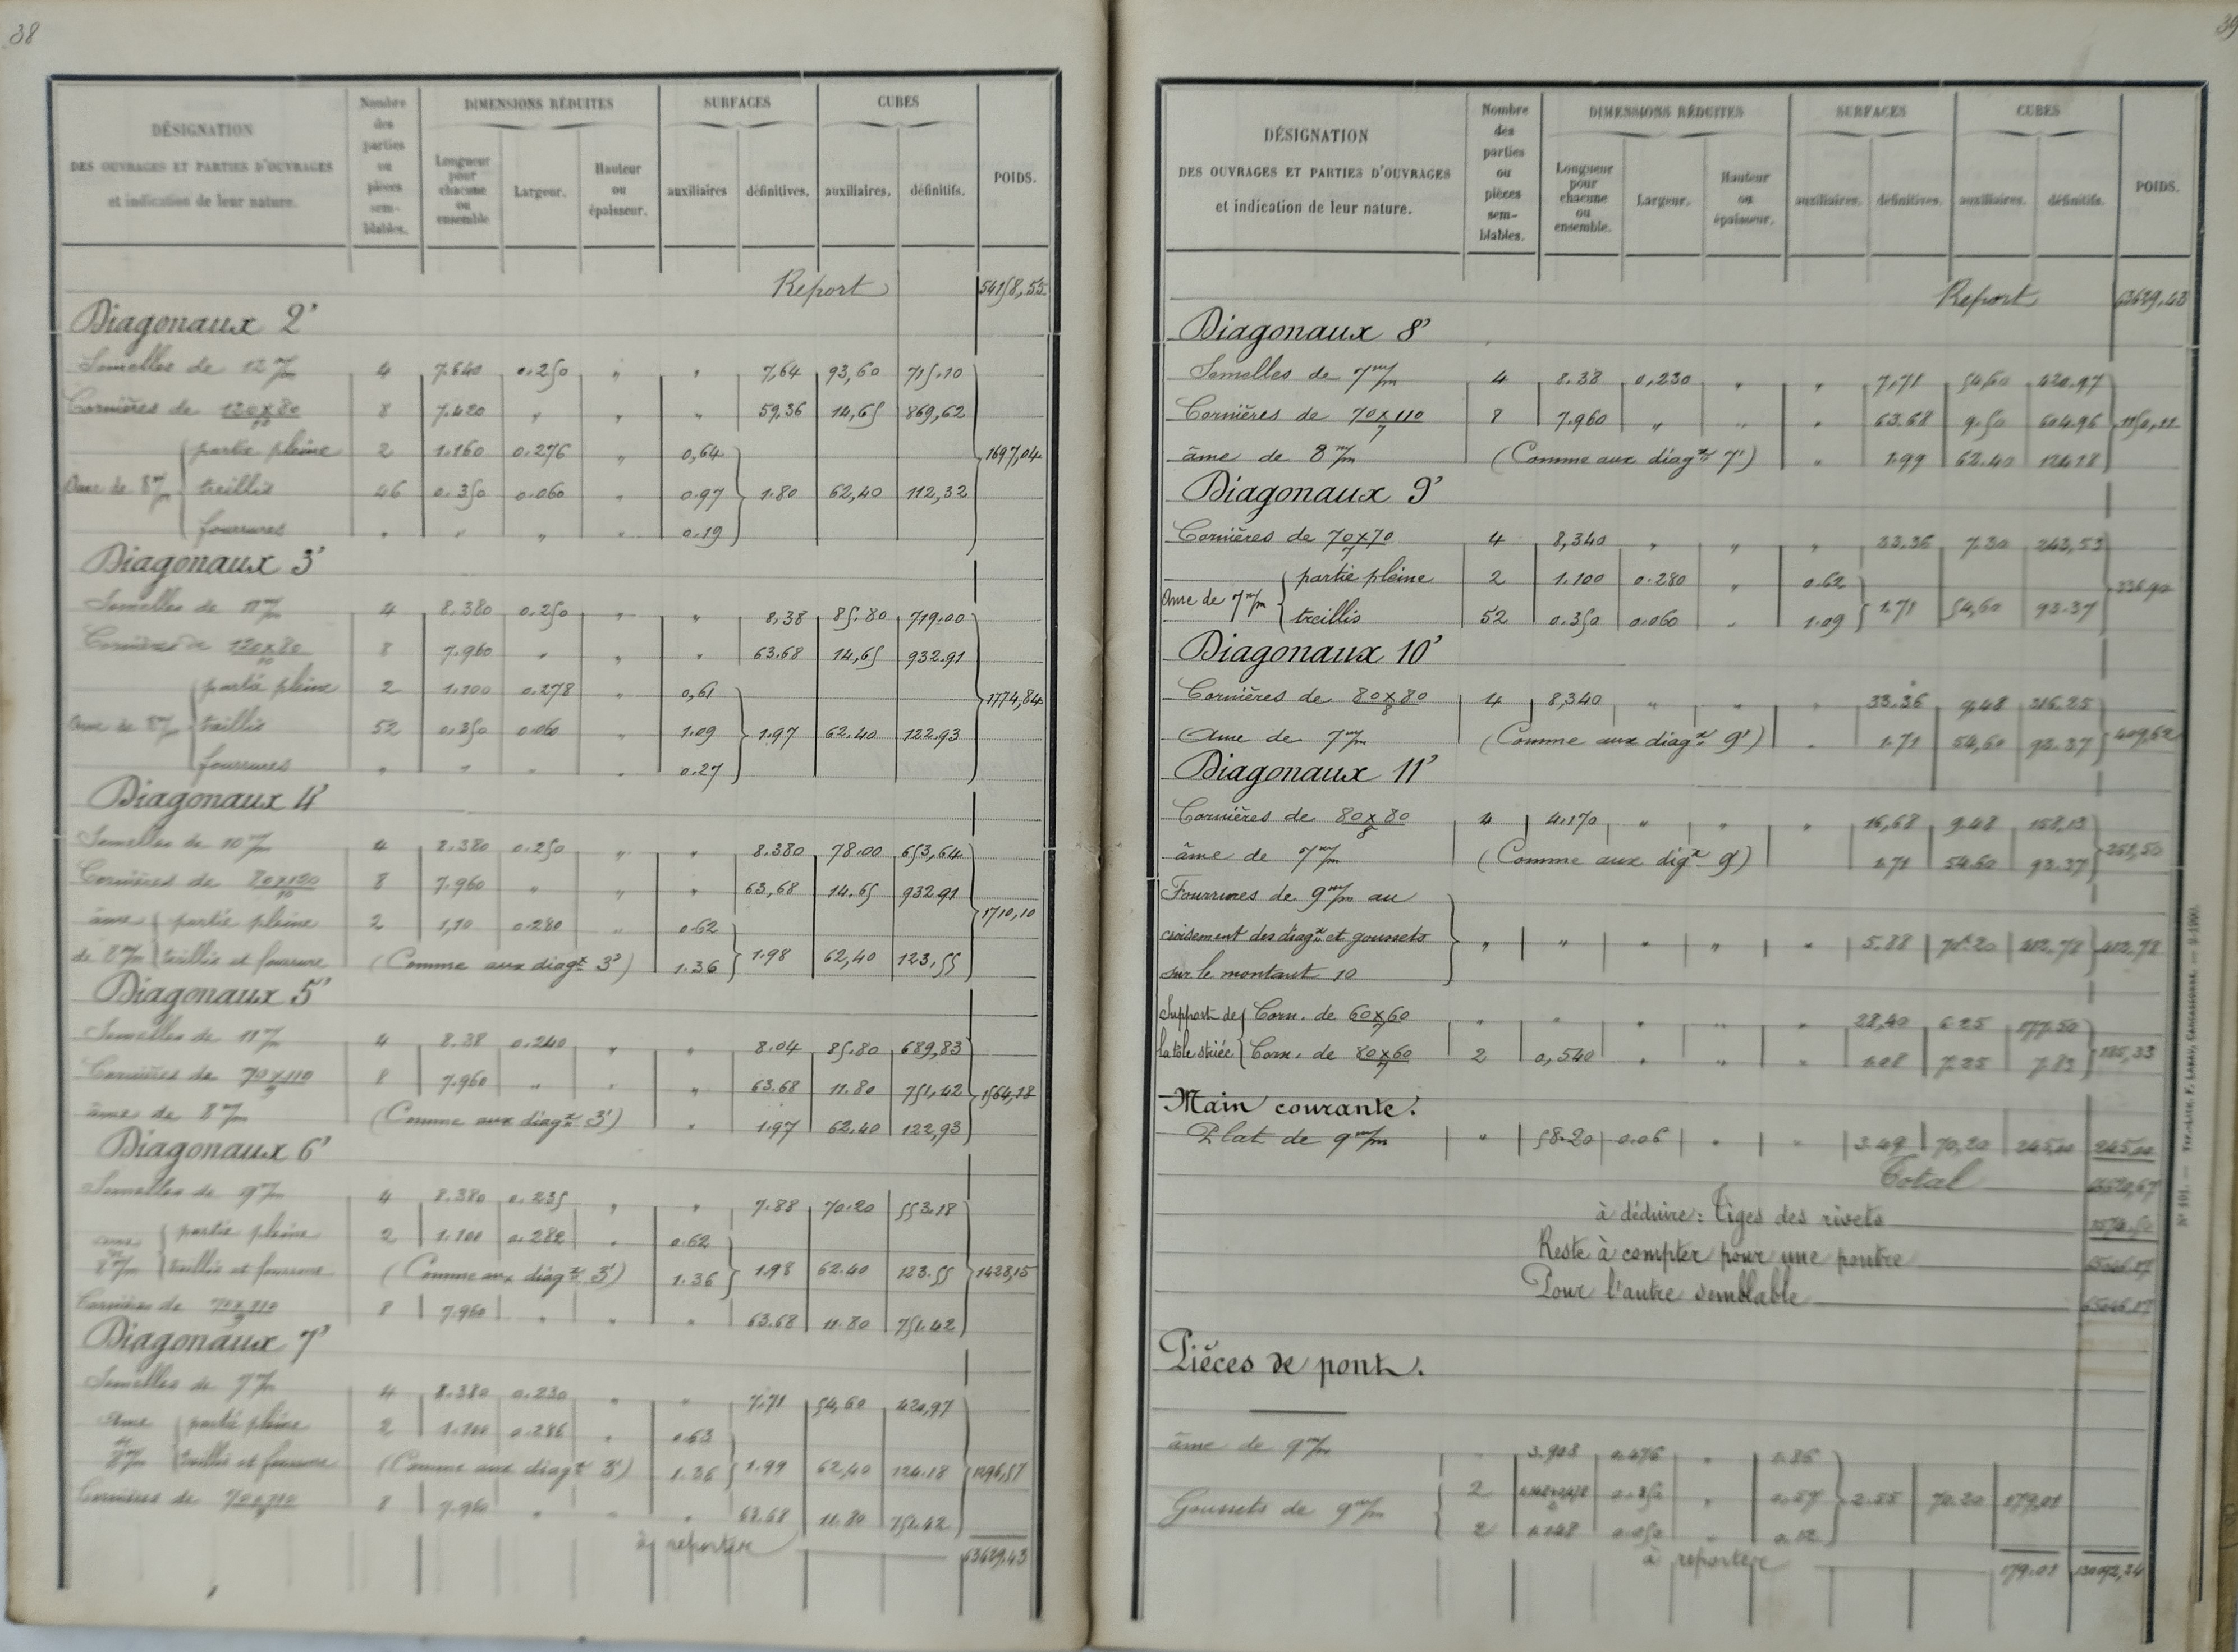 38
DÉSIGNATION
DES OUVRAGES ET PARTIES D'OUVRAGES
et indication de leur nature.
Nombre des parties ou pièces sem-blables.
DIMENSIONS RÉDUITES
Longueur pour chacune ou ensemble
Largeur.
Hauteur ou épaisseur.
SURFACES
auxiliaires
définitives.
CUBES
auxiliaires.
définitifs.
POIDS.
Report 54158,55
Diagonaux 2'
Semelles de 12 m/m 4 7.640 0.250 " " 7,64 93,60 715.10
Cornières de 120x80/10 8 7.420 " " " 59,36 14,65 869,62
Ame de 8 m/m { partie pleine 2 1.160 0.276 " 0,64 1697,04
treillis 46 0.350 0.060 " 0.97 1.80 62,40 112,32
fourrures " " " " 0.19
Diagonaux 3'
Semelles de 11 m/m 4 8.380 0.250 " " 8,38 85.80 719.00
Cornières de 120x80/10 8 7.960 " " " 63.68 14,65 932.91
Ame de 8 m/m { partie pleine 2 1.100 0.278 " 0,61 1774,84
treillis 52 0.350 0.060 " 1.09 1.97 62.40 122.93
fourrures " " " " 0.27
Diagonaux 4'
Semelles de 10 m/m 4 8.380 0.250 " " 8.380 78.00 653,64
Cornières de 80x120/10 8 7.960 " " " 63,68 14.65 932.91
âme { partie pleine 2 1,10 0.280 " 0.62 1710,10
de 8 m/m { treillis et fourrure (Comme aux diagx 3') 1.36 1.98 62,40 123,55
Diagonaux 5'
Semelles de 11 m/m 4 8.38 0.240 " " 8.04 85.80 689,83
Cornières de 70x110/9 8 7.960 " " " 63.68 11.80 751,42 1564,18
âme de 8 m/m (Comme aux diagx 3') " 1.97 62.40 122,93
Diagonaux 6'
Semelles de 9 m/m 4 8.380 0.235 " " 7.88 70.20 553.18
âme de 8 m/m { partie pleine 2 1.100 0.282 " 0.62
treillis et fourrure (Comme aux diagx 3') 1.36 1.98 62.40 123.55 1428,15
Cornières de 70x110/9 8 7.960 " " " 63.68 11.80 751.42
Diagonaux 7'
Semelles de 7 m/m 4 8.380 0.230 " " 7.71 54,60 420,97
Ame de 8 m/m { partie pleine 2 1.100 0.286 " 0.63
treillis et fourrure (Comme aux diagx 3') 1.36 1.99 62,40 124.18 1296,57
Cornières de 70x110/9 8 7.960 " " " 63.68 11.80 751.42
à reporter 63629.43
39
DÉSIGNATION
DES OUVRAGES ET PARTIES D'OUVRAGES
et indication de leur nature.
Nombre des parties ou pièces sem-blables.
DIMENSIONS RÉDUITES
Longueur pour chacune ou ensemble.
Largeur.
Hauteur ou épaisseur.
SURFACES
auxiliaires.
définitives.
CUBES
auxiliaires.
définitifs.
POIDS.
Report 63629,43
Diagonaux 8'
Semelles de 7 m/m 4 8.38 0,230 " " 7,71 54,60 420.97
Cornières de 70x110/7 8 7.960 " " " 63.68 9.50 604.96 1150,11
âme de 8 m/m (Comme aux diagx 7') " 1.99 62.40 124.18
Diagonaux 9'
Cornières de 70x70/7 4 8,340 " " " 33.36 7.30 243,53
Ame de 7 m/m { partie pleine 2 1.100 0.280 " 0.62 336.90
treillis 52 0.350 0.060 " 1.09 1.71 54,60 93.37
Diagonaux 10'
Cornières de 80x80/8 4 8,340 " " " 33.36 9,48 316.25
Ame de 7 m/m (Comme aux diagx 9') " 1.71 54,60 93.37 409,62
Diagonaux 11'
Cornières de 80x80/8 4 4.170 " " " 16,68 9.48 158,13
âme de 7 m/m (Comme aux digx 9') 1.71 54.60 93.37 251,50
Fourrures de 9 m/m au
croisement des diagx et goussets " " " " " 5.88 70.20 412.78 412,78
sur le montant 10
Support de { Corn. de 60x60/7 " " " " " 28,40 6.25 177.50
la tôle striée { Corn. de 80x60/7 2 0,540 " " " 1.08 7.25 7.83 185,33
Main courante.
Plat de 9 m/m " 58.20 0.06 " " 3.49 70,20 245,00 245,00
Total 66620,67
à déduire: Tiges des rivets
Reste à compter pour une poutre 65046,17
Pour l'autre semblable 65046,17
Pièces de pont.
âme de 9 m/m " 3.908 0.476 " 1.86
Goussets de 9 m/m 2 0.57 2.55 70.20 179,01
2 1.148 0.050 " 0.12
à reporter 179.01 130092,34